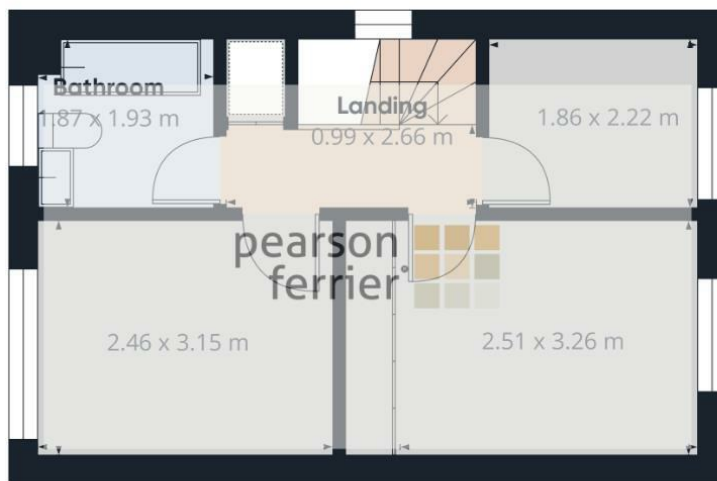 Bathroom
1.87 x 1.93 m
Landing
0.99 x 2.66 m
1.86 x 2.22 m
pearson
ferrier
2.46 x 3.15 m
2.51 x 3.26 m